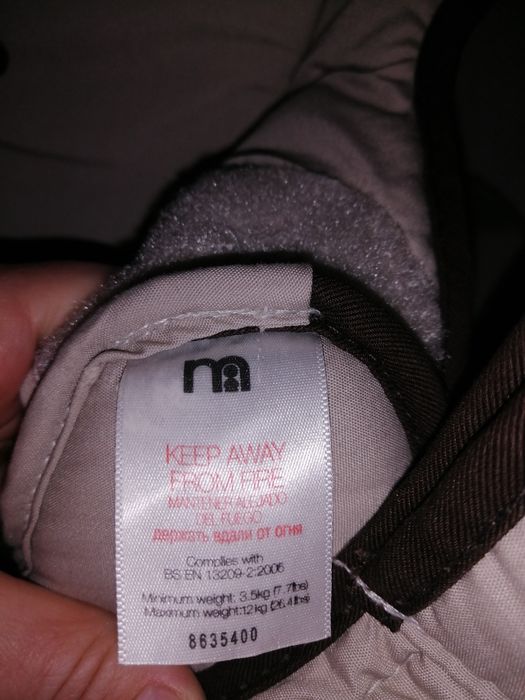 m
KEEP AWAY
FROM FIRE
MANTENER ALEJADO
DEL FUEGO
держать вдали от огня
Complies with
BS EN 13209-2:2005
Minimum weight: 3.5kg (7.7lbs)
Maximum weight:12kg (26.4lbs)
8635400